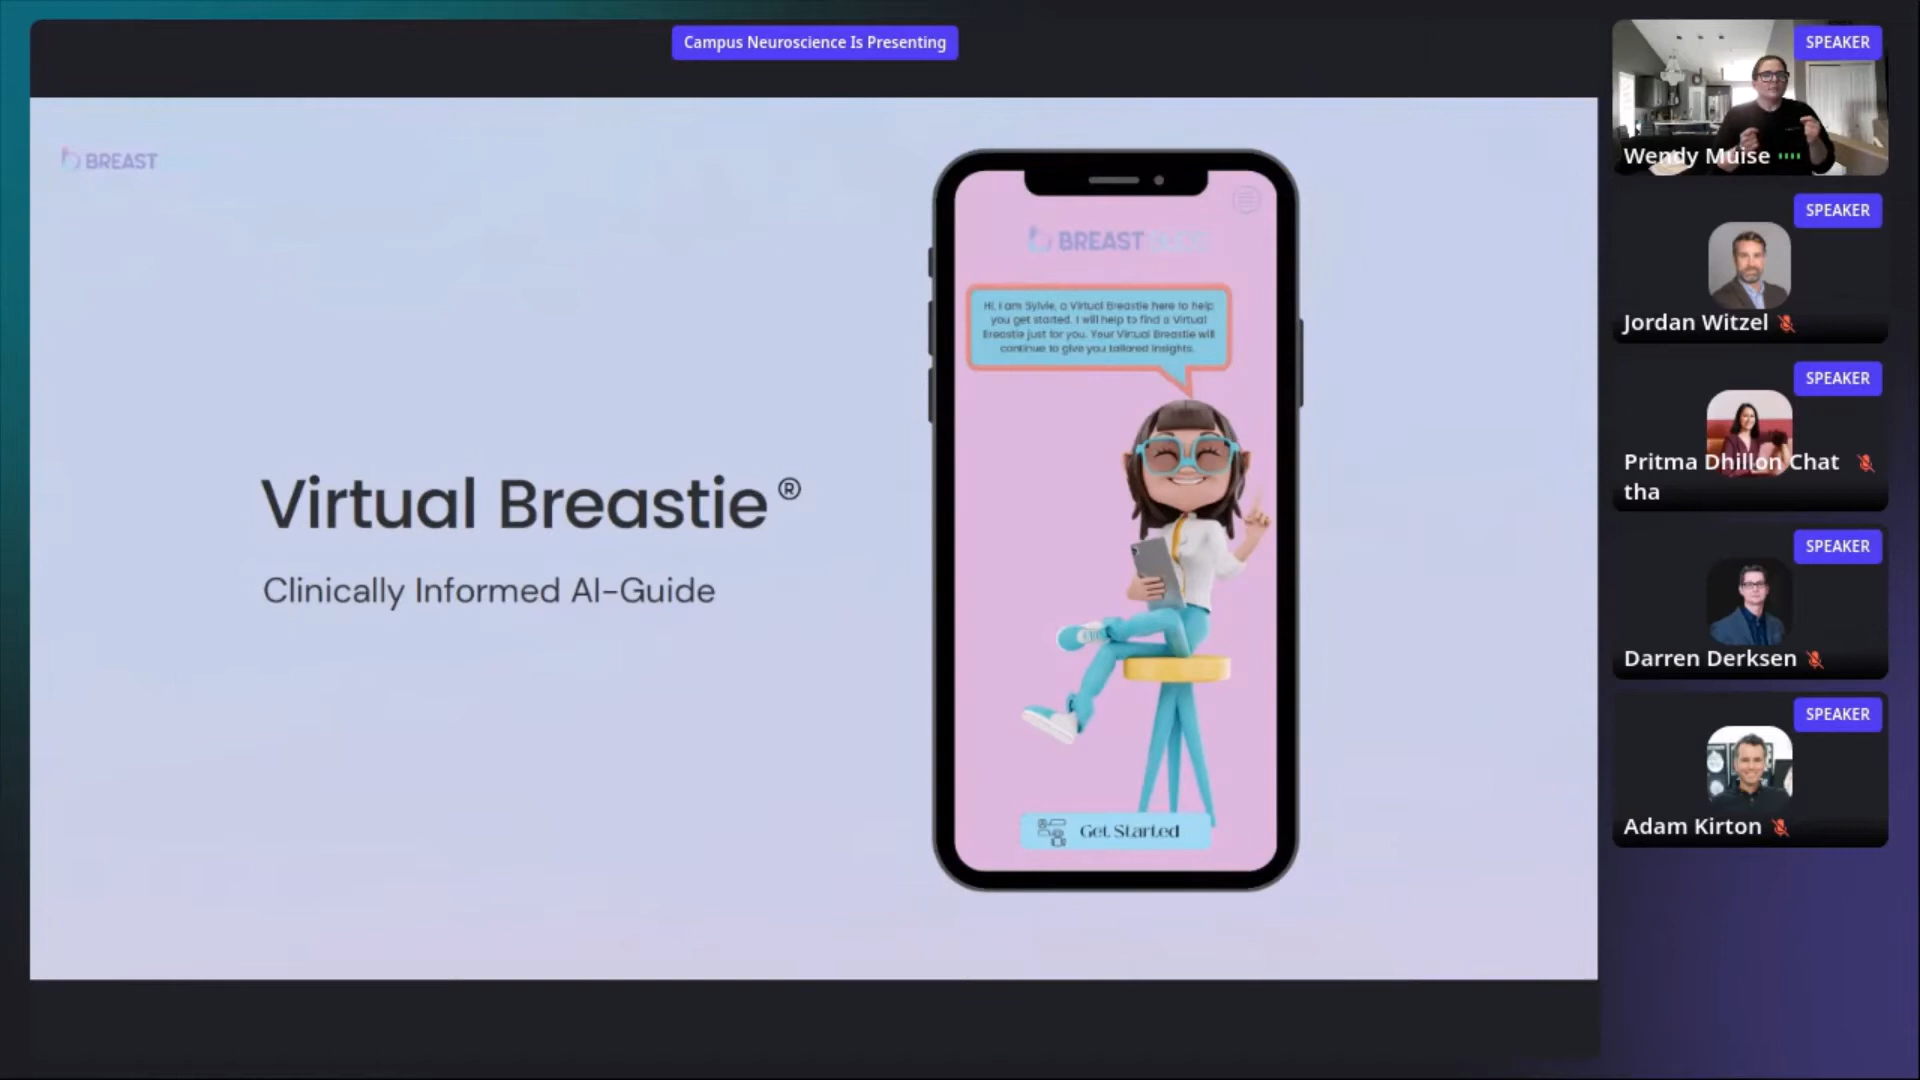 Campus Neuroscience Is Presenting
BREAST
Virtual Breastie®
Clinically Informed AI-Guide
BREAST
Hi, I am Sylvie, a Virtual Breastie here to help
you get started. I will help to find a Virtual
Breastie just for you. Your Virtual Breastie will
continue to give you tailored insights.
Get Started
SPEAKER
Wendy Muise
SPEAKER
Jordan Witzel
SPEAKER
Pritma Dhillon Chat
tha
SPEAKER
Darren Derksen
SPEAKER
Adam Kirton